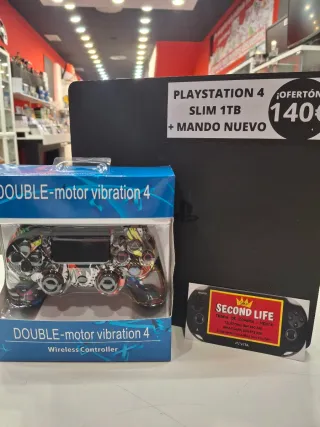 PLAYSTATION 4
SLIM 1TB
+ MANDO NUEVO
¡OFERTÓN
140€
DOUBLE-motor vibration 4
DOUBLE-motor vibration 4
Wireless Controller
SECOND LIFE
PSVITA